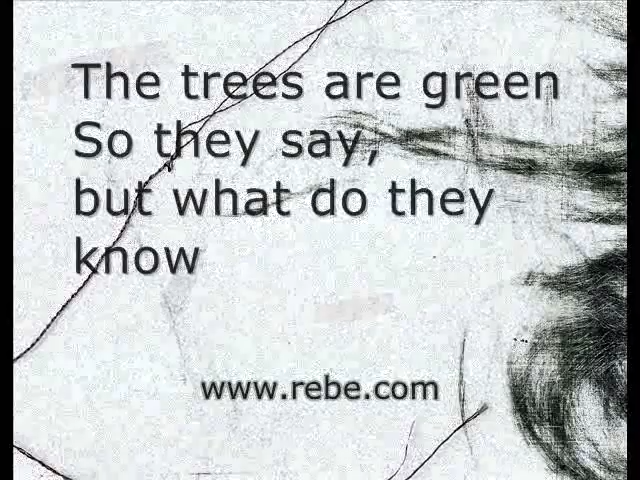 The trees are green
So they say,
but what do they
know
www.rebe.com